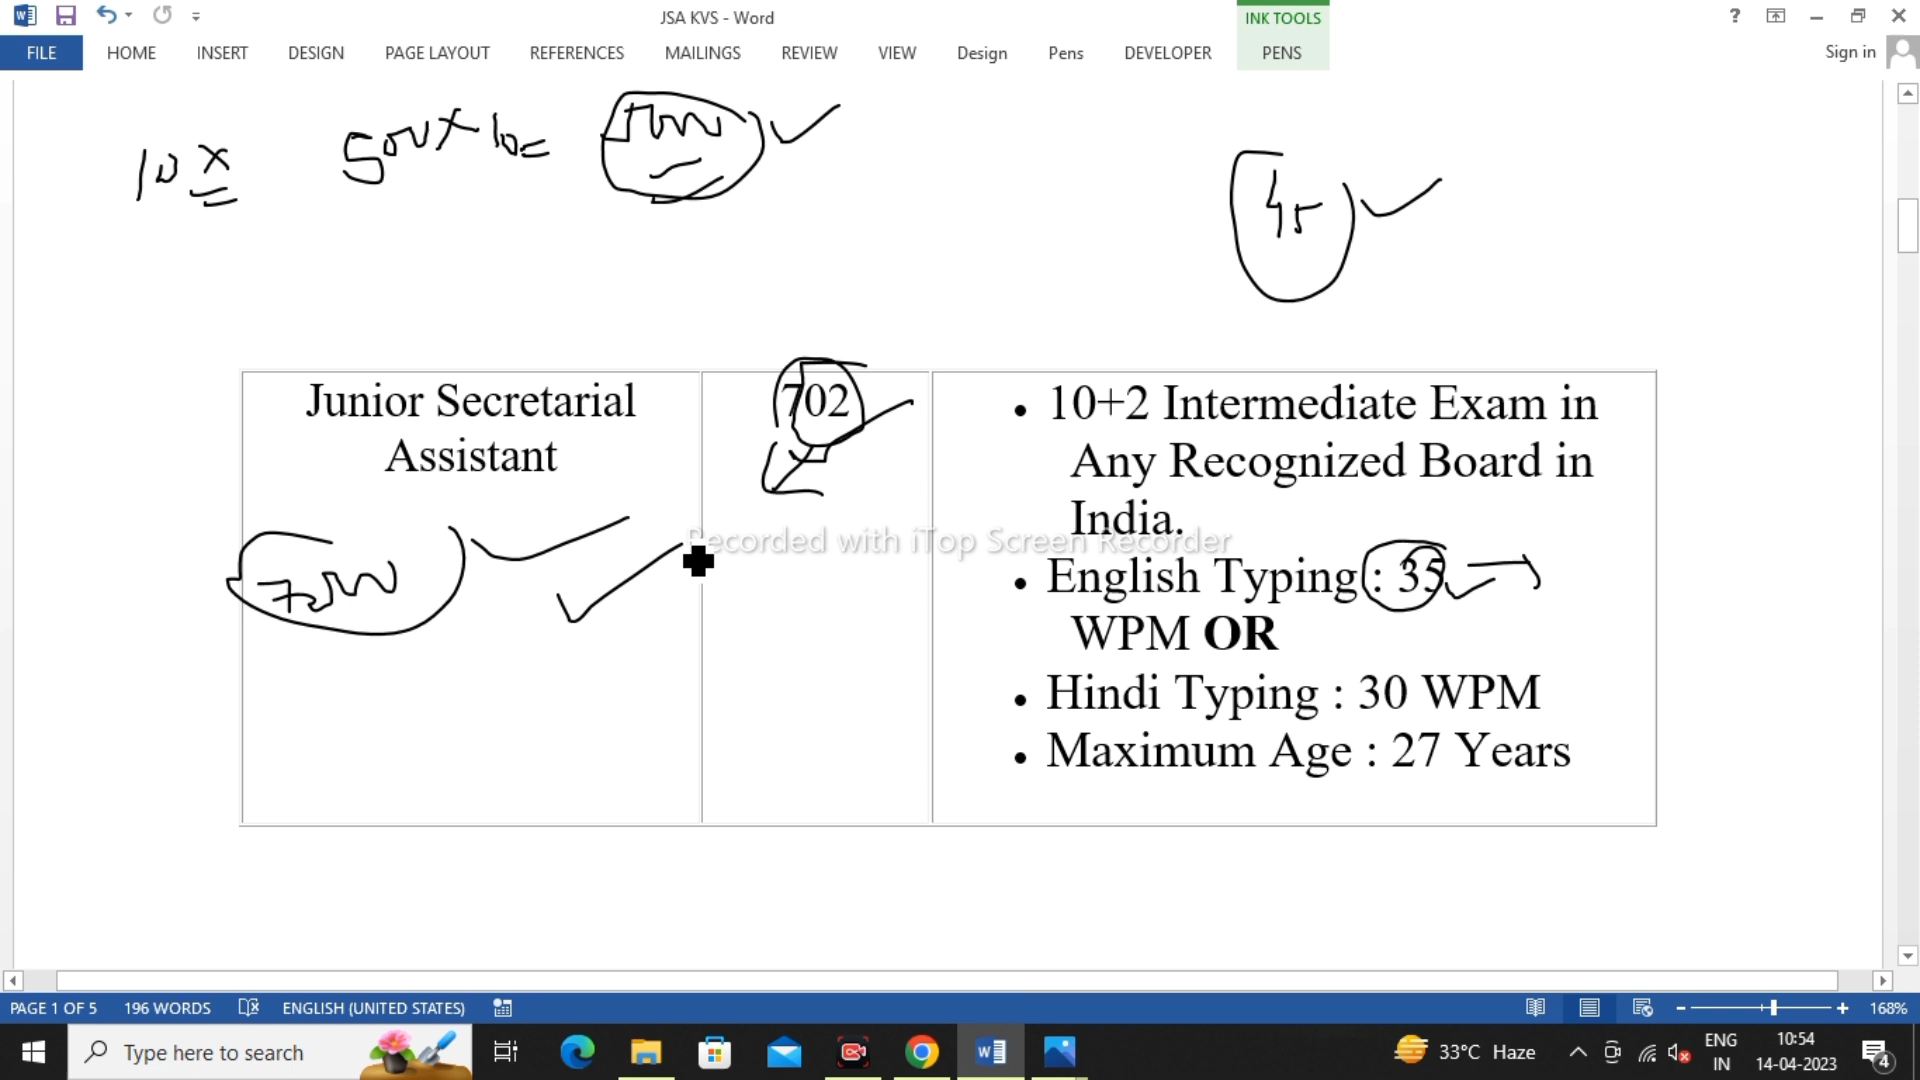 JSA KVS - Word
INK TOOLS
?
FILE HOME INSERT DESIGN PAGE LAYOUT REFERENCES MAILINGS REVIEW VIEW Design Pens DEVELOPER PENS
Sign in
10 x
45
Junior Secretarial
Assistant
702
• 10+2 Intermediate Exam in
Any Recognized Board in
India.
• English Typing : 35
WPM OR
• Hindi Typing : 30 WPM
• Maximum Age : 27 Years
Recorded with iTop Screen Recorder
PAGE 1 OF 5 196 WORDS ENGLISH (UNITED STATES) 168%
Type here to search
33°C Haze
ENG
IN
10:54
14-04-2023
4